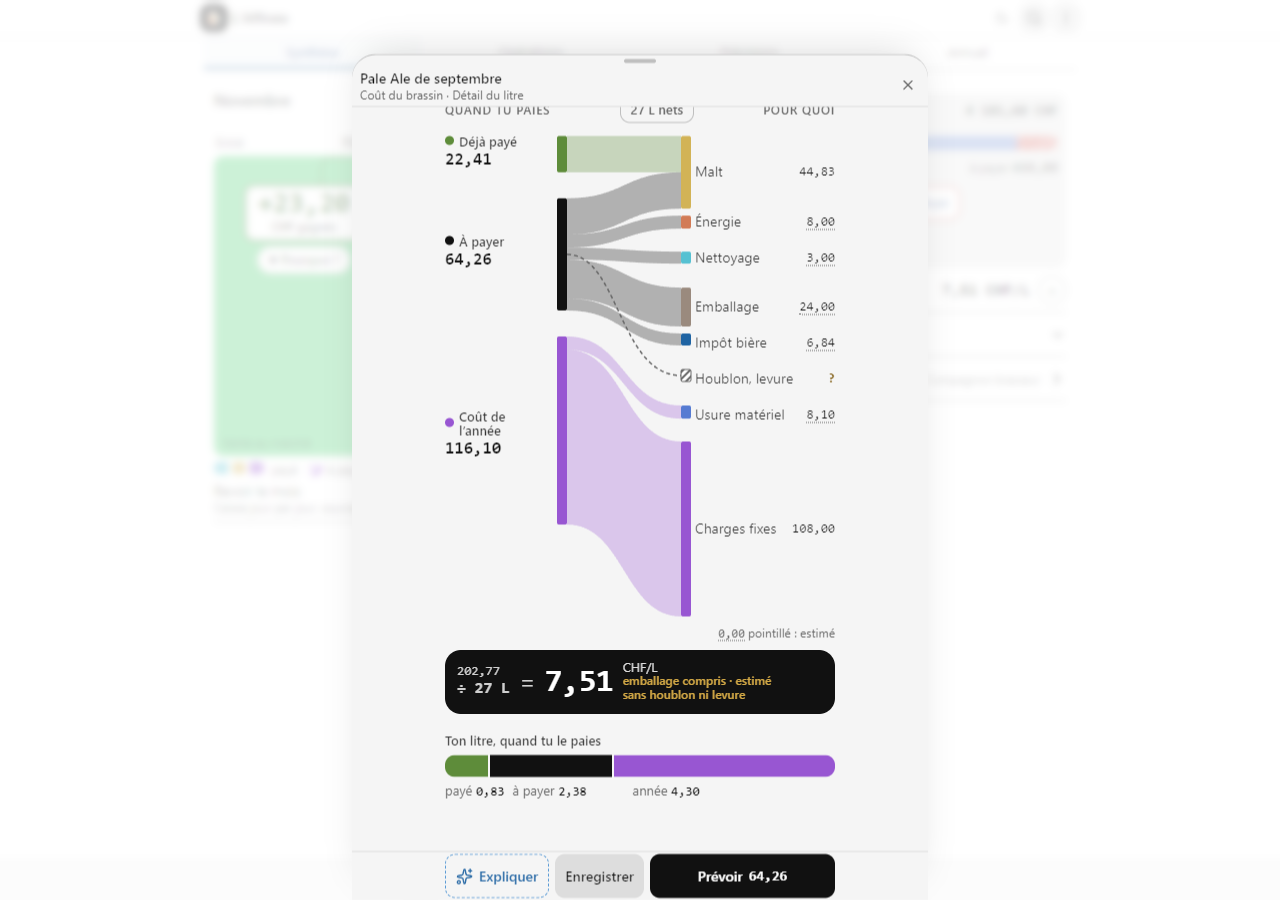 Pale Ale de septembre
Coût du brassin · Détail du litre
QUAND TU PAIES
27 L nets
POUR QUOI
Déjà payé
22,41
À payer
64,26
Coût de
l'année
116,10
Malt 44,83
Énergie 8,00
Nettoyage 3,00
Emballage 24,00
Impôt bière 6,84
Houblon, levure ?
Usure matériel 8,10
Charges fixes 108,00
0,00 pointillé : estimé
202,77
÷ 27 L
= 7,51
CHF/L
emballage compris · estimé
sans houblon ni levure
Ton litre, quand tu le paies
payé 0,83 à payer 2,38 année 4,30
Expliquer
Enregistrer
Prévoir 64,26